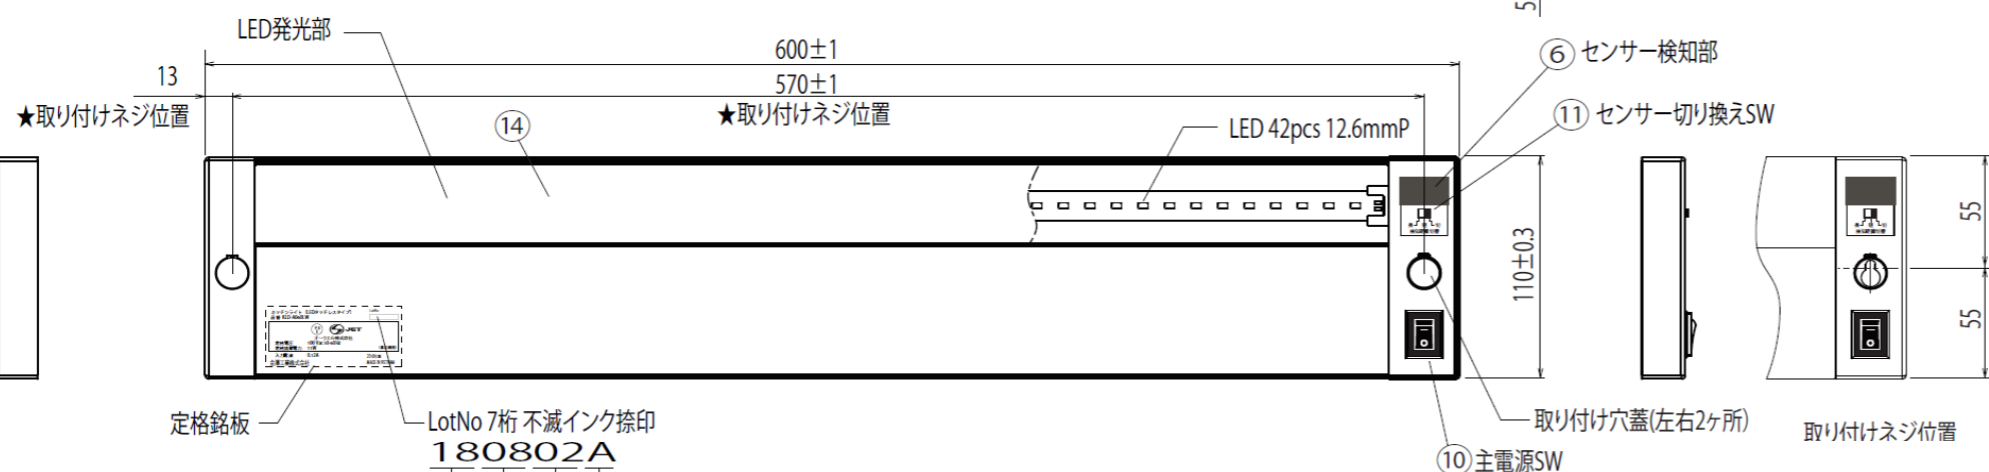 5
LED発光部
600±1
⑥ センサー検知部
13
570±1
★取り付けネジ位置
★取り付けネジ位置
⑭
LED 42pcs 12.6mmP
⑪ センサー切り換えSW
110±0.3
55
55
JET
定格銘板
LotNo 7桁 不滅インク捺印
180802A
取り付け穴蓋(左右2ヶ所)
取り付けネジ位置
⑩ 主電源SW